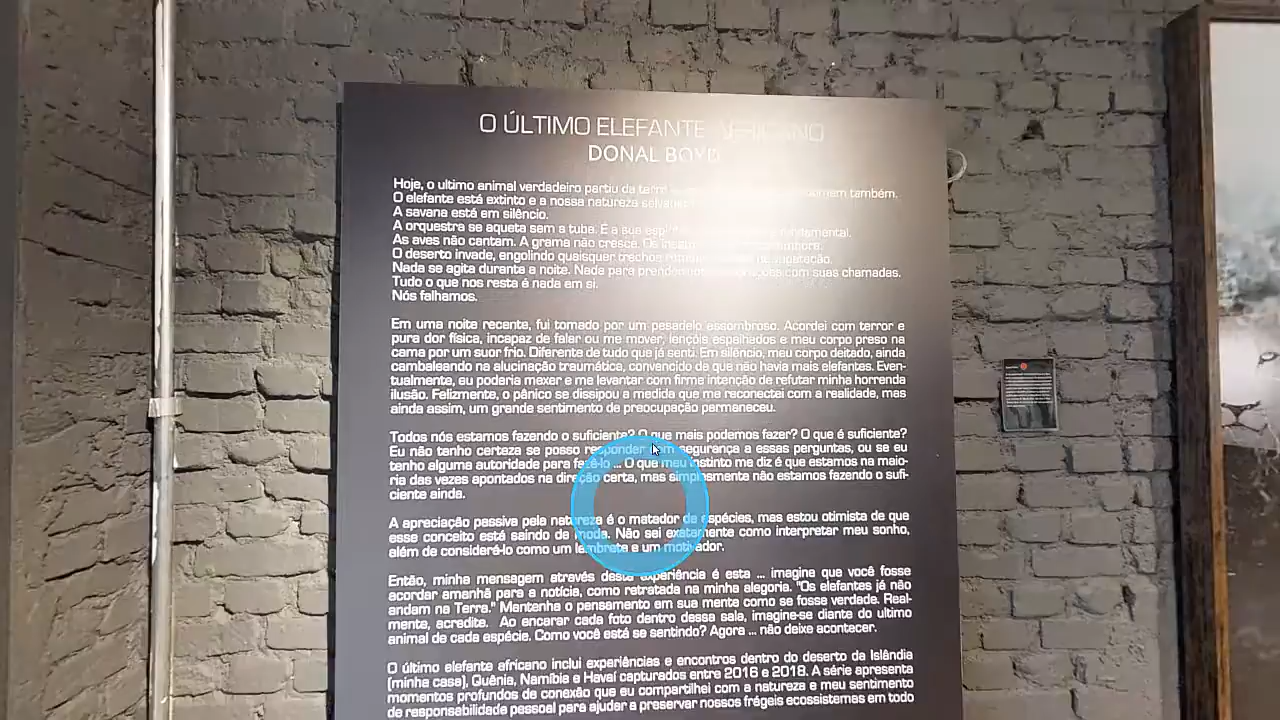 O ÚLTIMO ELEFANTE AFRICANO
DONAL BOYD
Hoje, o ultimo animal verdadeiro partiu da terra também.
O elefante está extinto e a nossa natureza
A savana está em silêncio.
A orquestra se aqueta sem a tuba. É a sua
As aves não cantam. A grama não cresce. Os
O deserto invade, engolindo quaisquer trechos
Nada se agita durante a noite. Nada para prender com suas chamadas.
Tudo o que nos resta é nada em si.
Nós falhamos.
Em uma noite recente, fui tomado por um pesadelo assombroso. Acordei com terror e
pura dor física, incapaz de falar ou me mover, lençóis espalhados e meu corpo preso na
cama por um suor frio. Diferente de tudo que já senti. Em silêncio, meu corpo deitado, ainda
cambaleando na alucinação traumática, convencido de que não havia mais elefantes. Even-
tualmente, eu poderia mexer e me levantar com firme intenção de refutar minha horrenda
ilusão. Felizmente, o pânico se dissipou a medida que me reconectei com a realidade, mas
ainda assim, um grande sentimento de preocupação permaneceu.
Todos nós estamos fazendo o suficiente? O que mais podemos fazer? O que é suficiente?
Eu não tenho certeza se posso responder com segurança a essas perguntas, ou se eu
tenho alguma autoridade para fazê-lo ... O que meu instinto me diz é que estamos na maio-
ria das vezes apontados na direção certa, mas simplesmente não estamos fazendo o sufi-
ciente ainda.
A apreciação passiva pela natureza é o matador de espécies, mas estou otimista de que
esse conceito está saindo de moda. Não sei exatamente como interpretar meu sonho,
além de considerá-lo como um lembrete e um motivador.
Então, minha mensagem através desta experiência é esta ... imagine que você fosse
acordar amanhã para a notícia, como retratada na minha alegoria. "Os elefantes já não
andam na Terra." Mantenha o pensamento em sua mente como se fosse verdade. Real-
mente, acredite. Ao encarar cada foto dentro dessa sala, imagine-se diante do ultimo
animal de cada espécie. Como você está se sentindo? Agora ... não deixe acontecer.
O último elefante africano inclui experiências e encontros dentro do deserto da Islândia
(minha casa), Quênia, Namíbia e Havaí capturados entre 2016 e 2018. A série apresenta
momentos profundos de conexão que eu compartilhei com a natureza e meu sentimento
de responsabilidade pessoal para ajudar a preservar nossos frágeis ecossistemas em todo